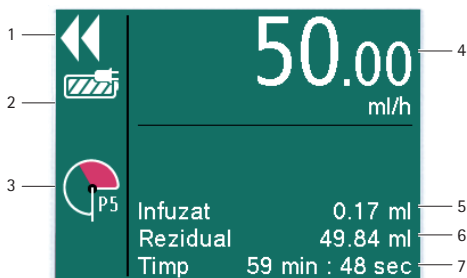 1
2
3
50.00
4
ml/h
P5
Infuzat 0.17 ml
5
Rezidual 49.84 ml
6
Timp 59 min : 48 sec
7